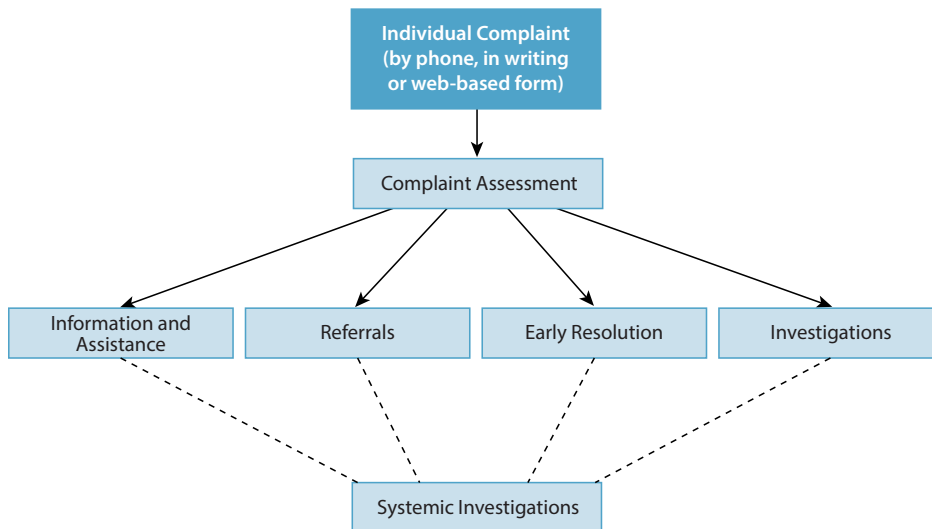 Individual Complaint
(by phone, in writing
or web-based form)
Complaint Assessment
Information and
Assistance
Referrals
Early Resolution
Investigations
Systemic Investigations